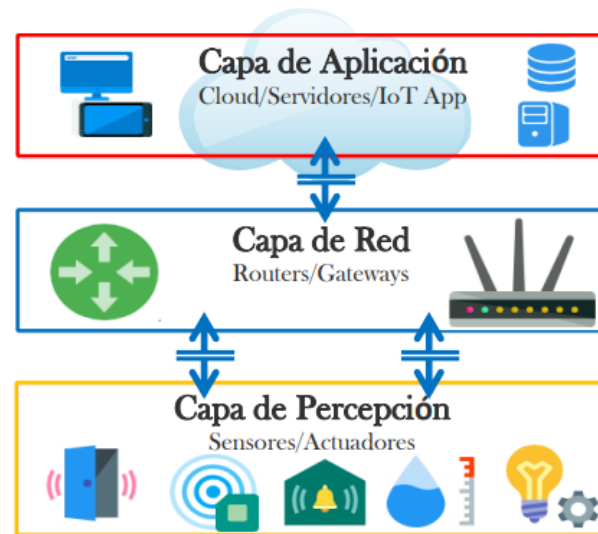 Capa de Aplicación
Cloud/Servidores/IoT App
Capa de Red
Routers/Gateways
Capa de Percepción
Sensores/Actuadores